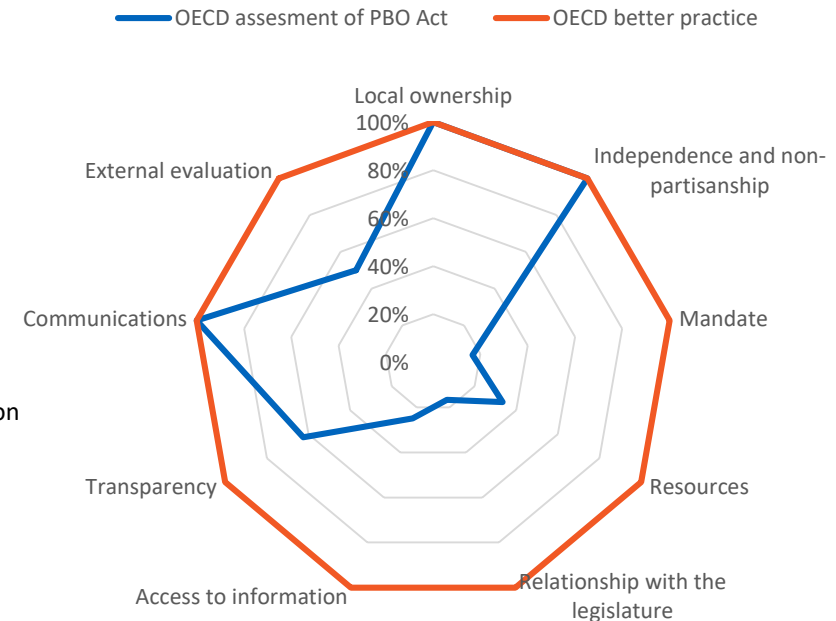 OECD assesment of PBO Act
OECD better practice
Local ownership
100%
External evaluation
Independence and non-
partisanship
80%
60%
40%
20%
Communications
Mandate
0%
on
Transparency
Resources
Relationship with the
legislature
Access to information